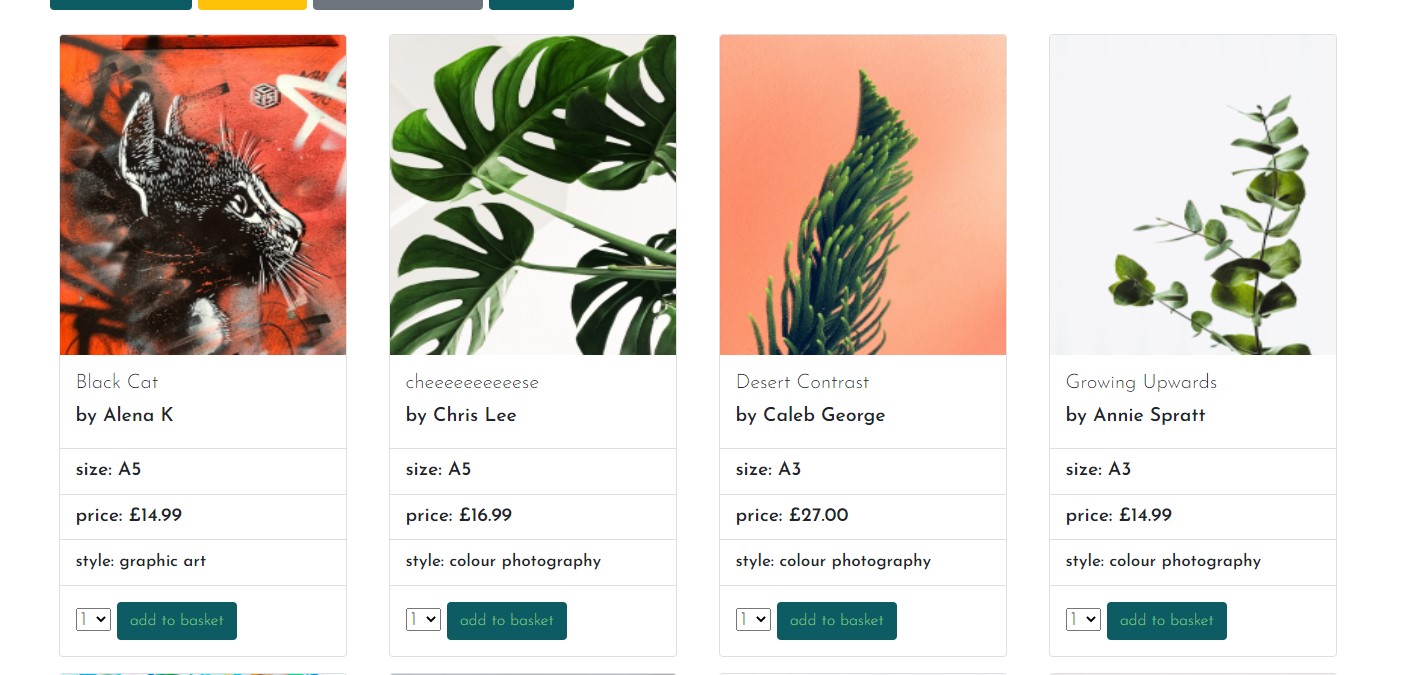 Black Cat
by Alena K
size: A5
price: £14.99
style: graphic art
1 add to basket
cheeeeeeeeeese
by Chris Lee
size: A5
price: £16.99
style: colour photography
1 add to basket
Desert Contrast
by Caleb George
size: A3
price: £27.00
style: colour photography
1 add to basket
Growing Upwards
by Annie Spratt
size: A3
price: £14.99
style: colour photography
1 add to basket